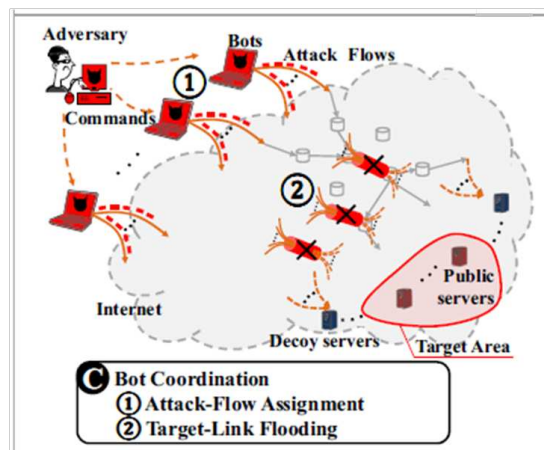 Adversary
Bots
Attack Flows
①
Commands
②
Internet
Public
servers
Decoy servers
Target Area
C Bot Coordination
① Attack-Flow Assignment
② Target-Link Flooding